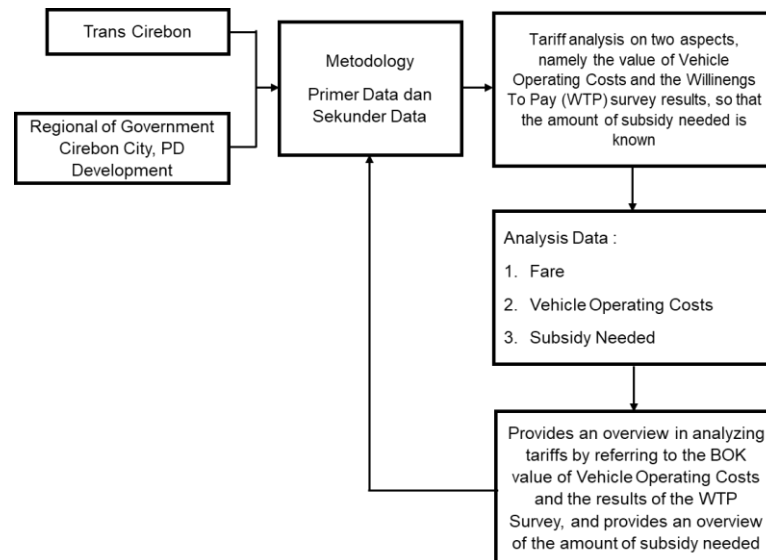 Trans Cirebon
Regional of Government
Cirebon City, PD
Development
Metodology
Primer Data dan
Sekunder Data
Tariff analysis on two aspects,
namely the value of Vehicle
Operating Costs and the Willinengs
To Pay (WTP) survey results, so that
the amount of subsidy needed is
known
Analysis Data :
1. Fare
2. Vehicle Operating Costs
3. Subsidy Needed
Provides an overview in analyzing
tariffs by referring to the BOK
value of Vehicle Operating Costs
and the results of the WTP
Survey, and provides an overview
of the amount of subsidy needed